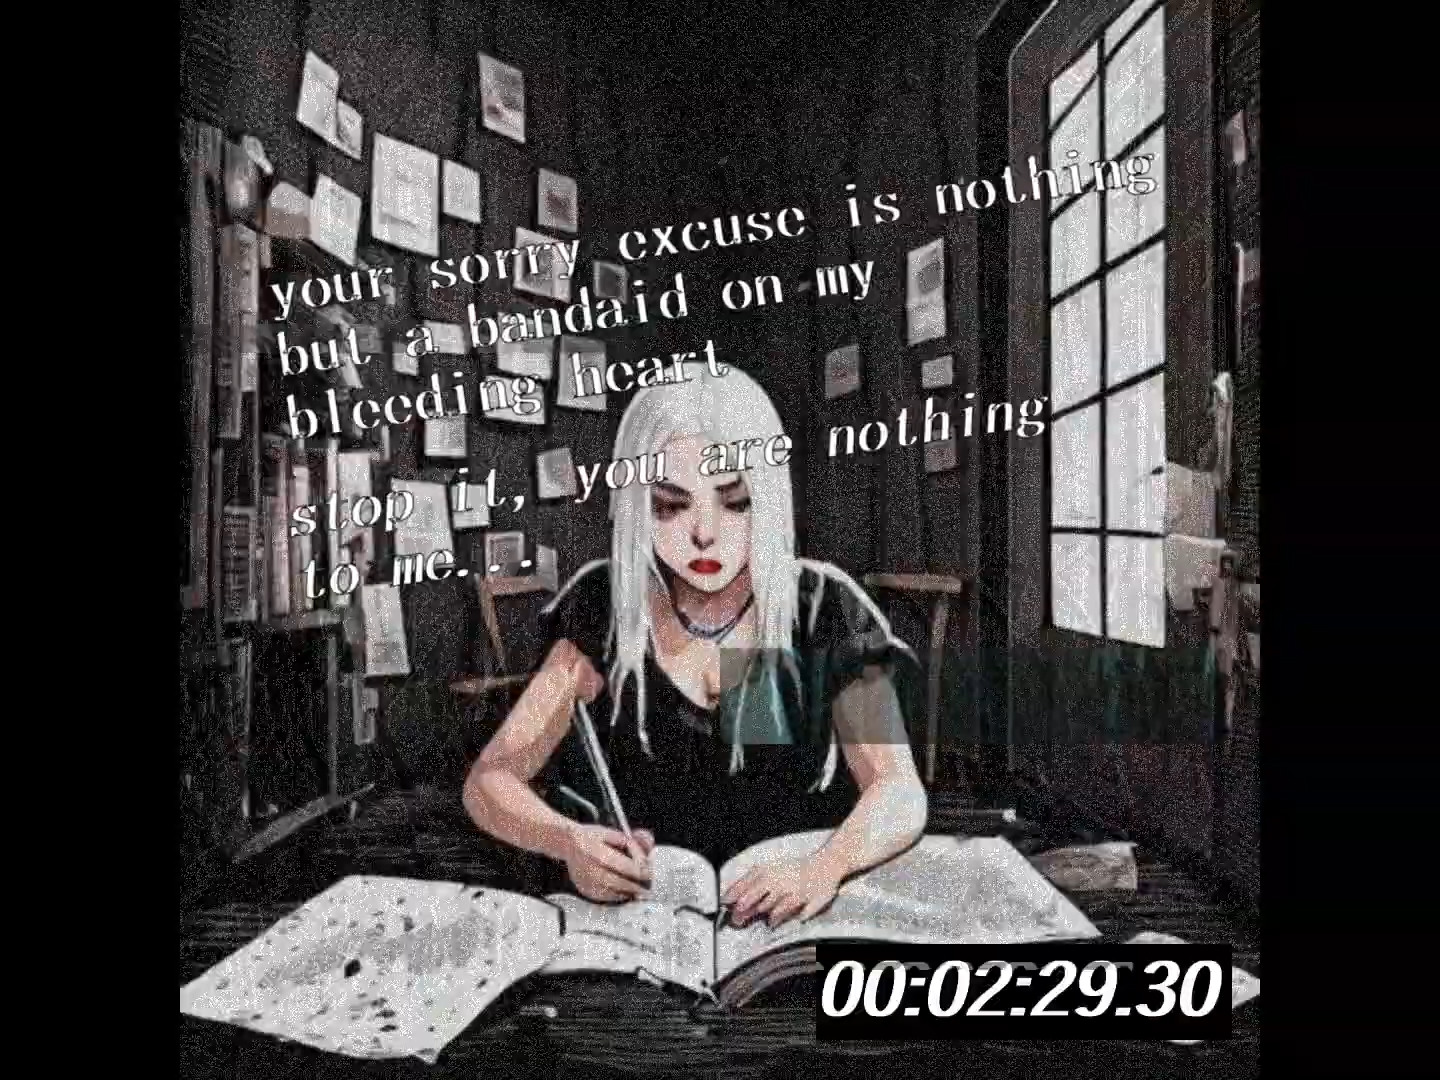 your sorry excuse is nothing
but a bandaid on my
bleeding heart
stop it, you are nothing
to me...
00:02:29.30